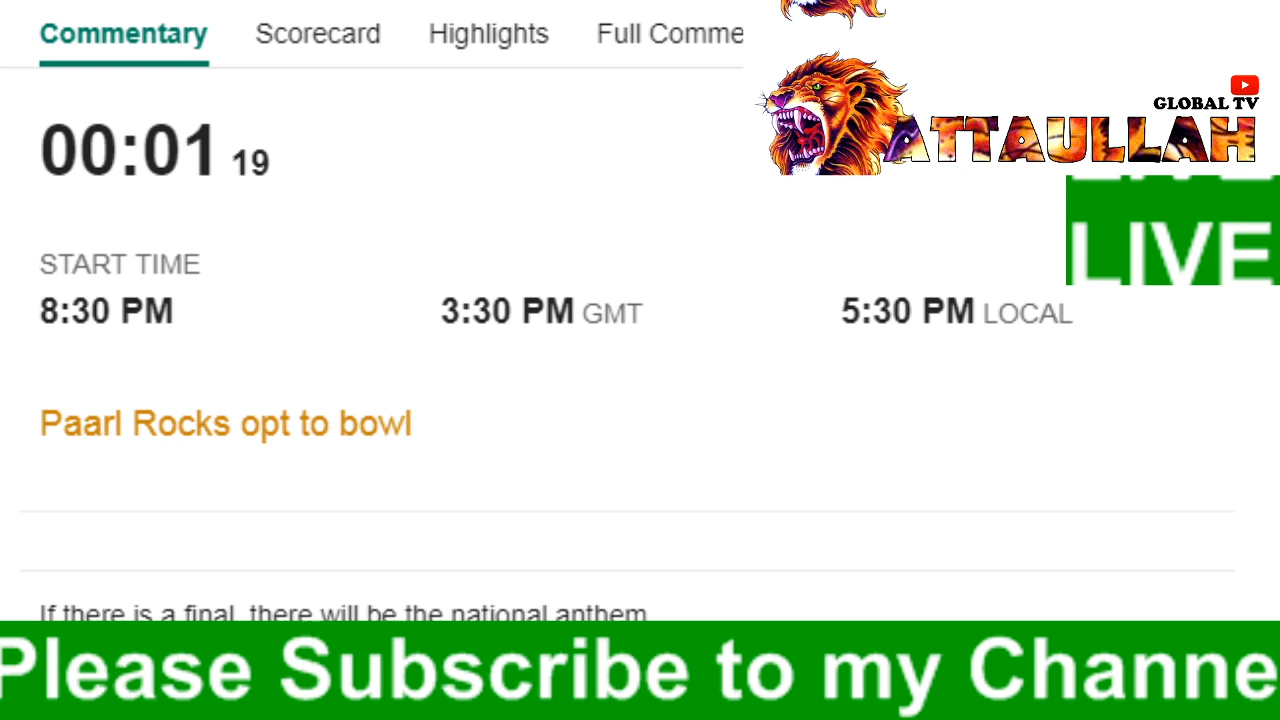 Commentary Scorecard Highlights Full Comme
GLOBAL TV
ATTAULLAH
00:01 19
LIVE
START TIME
8:30 PM 3:30 PM GMT 5:30 PM LOCAL
Paarl Rocks opt to bowl
If there is a final, there will be the national anthem
Please Subscribe to my Channe